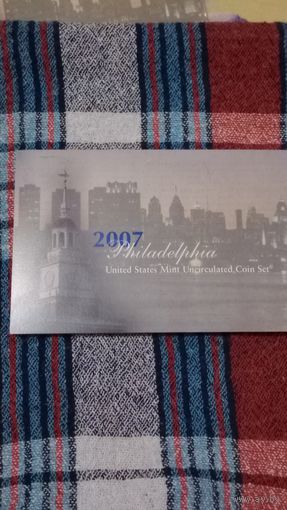 2007
Philadelphia
United States Mint Uncirculated Coin Set®